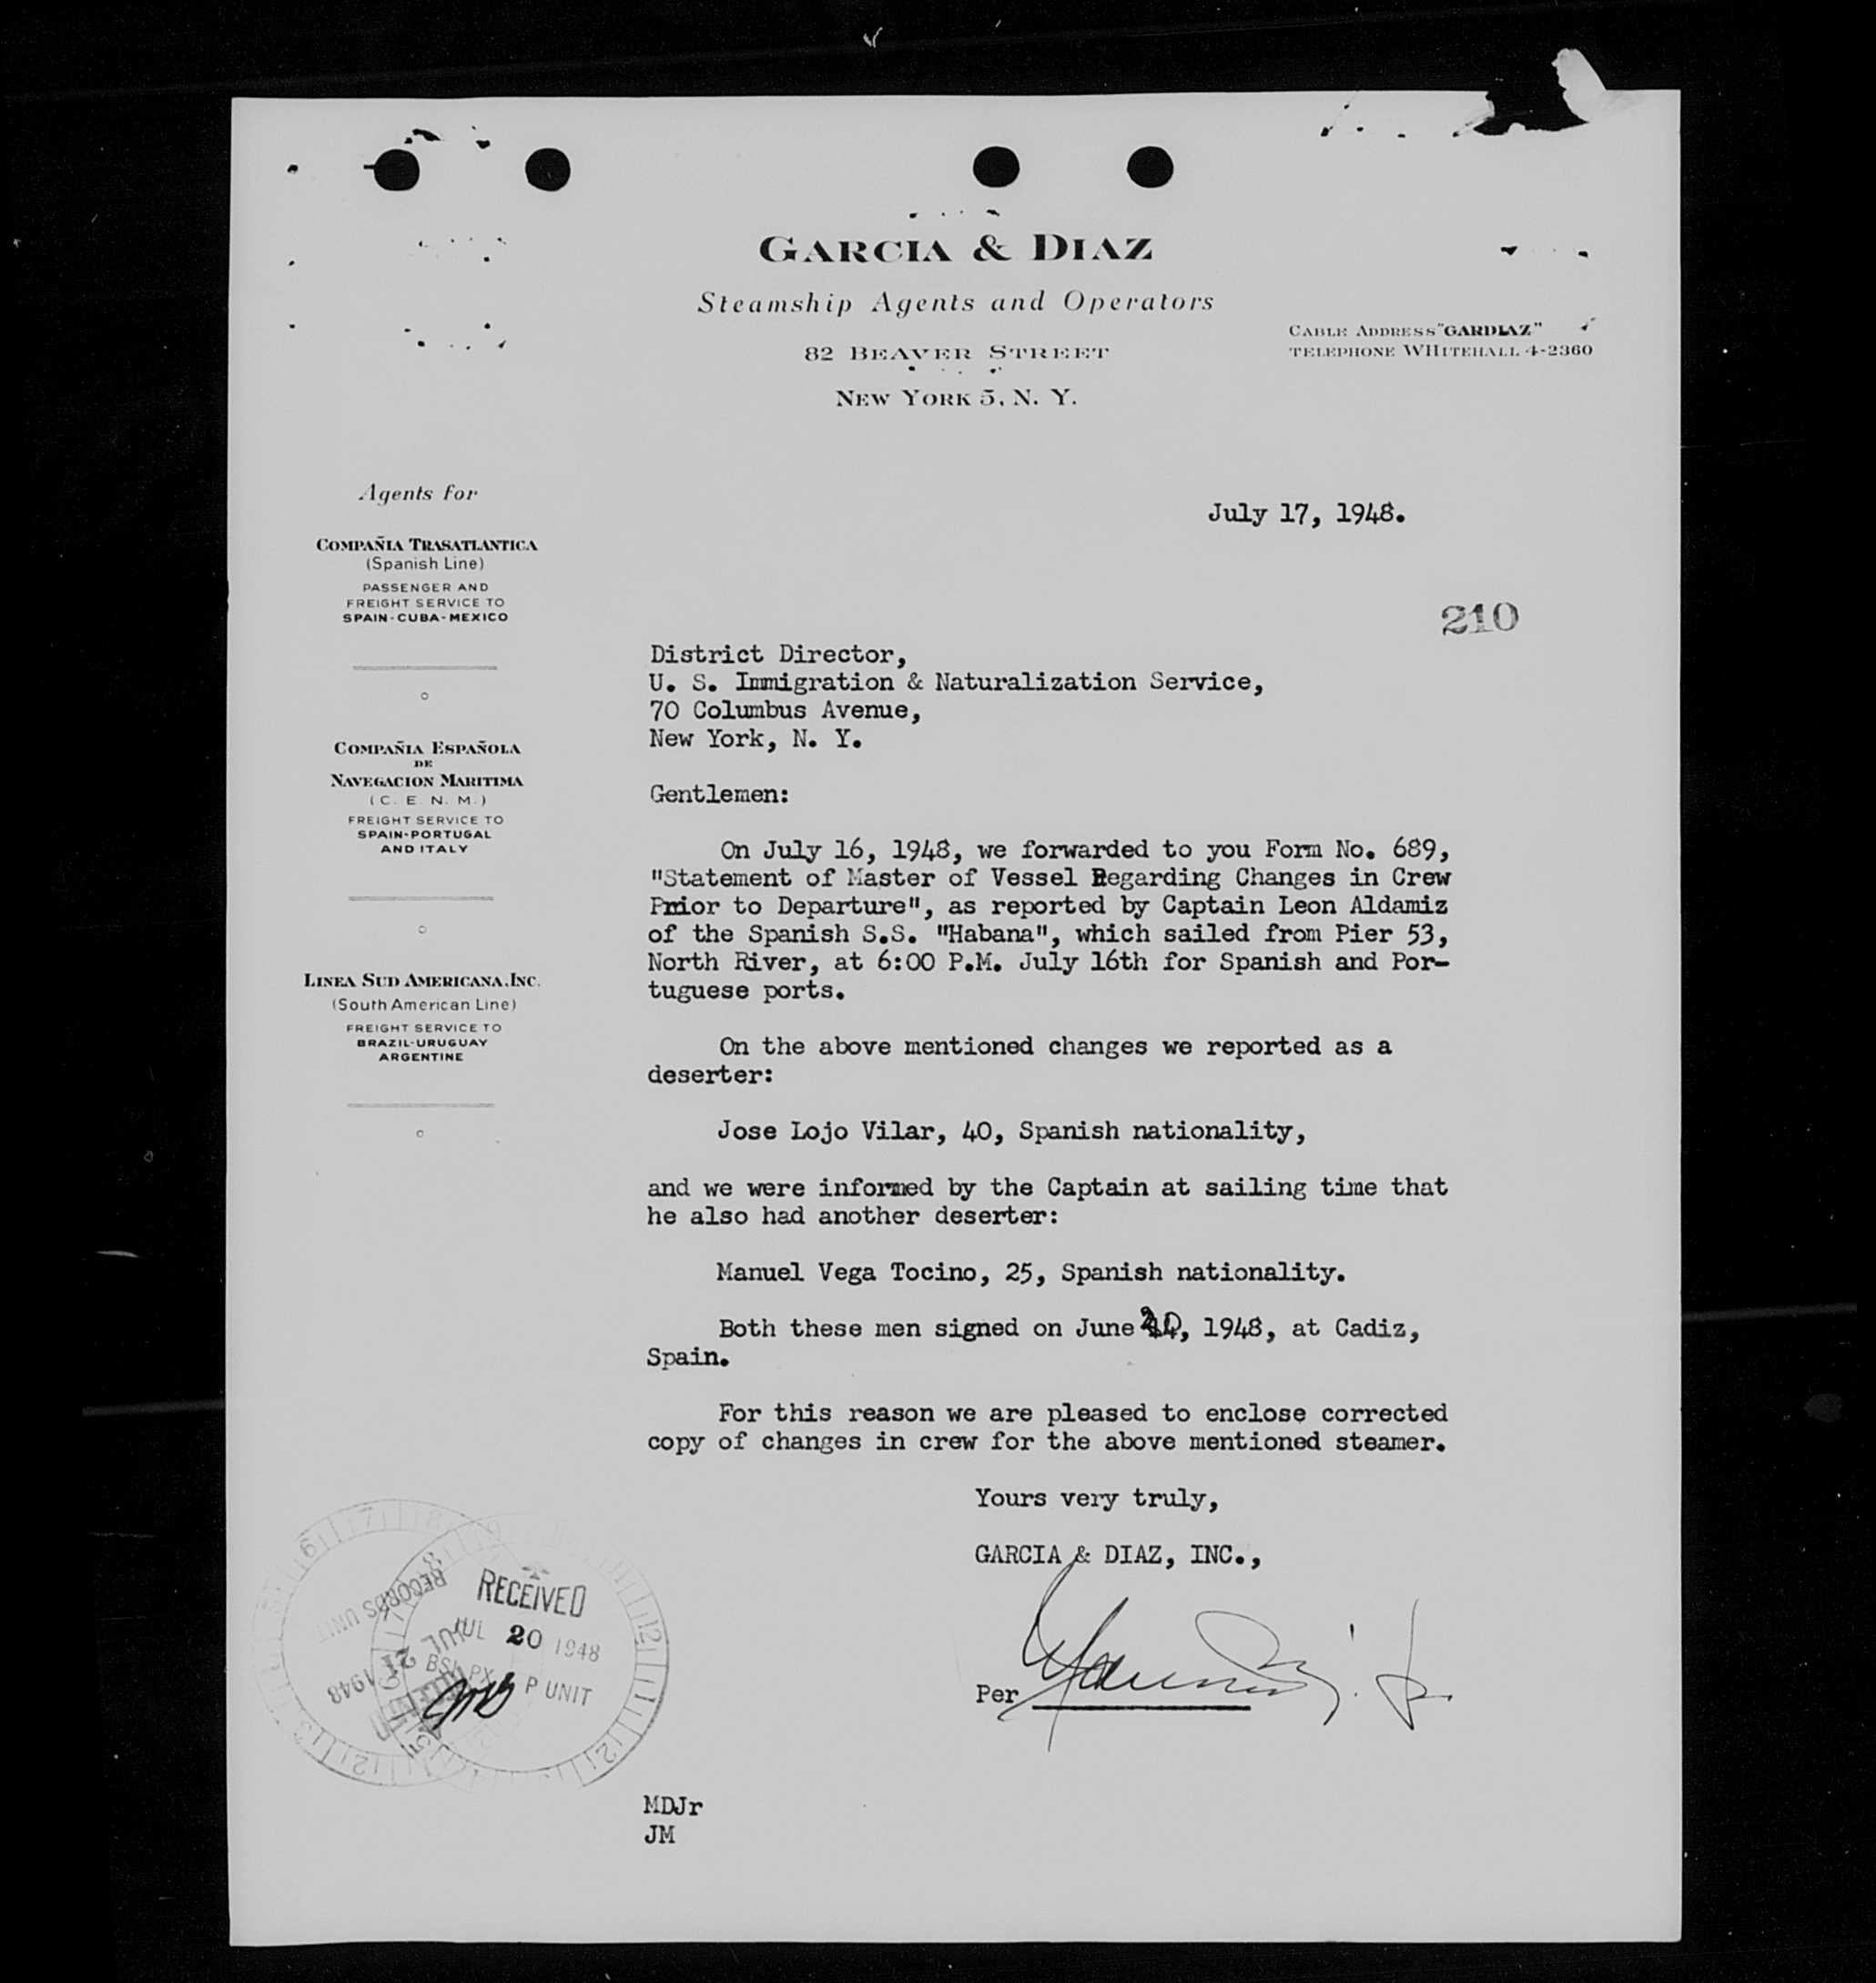 GARCIA & DIAZ
Steamship Agents and Operators
82 BEAVER STREET
NEW YORK 5, N. Y.
CABLE ADDRESS "GARDIAZ"
TELEPHONE WHITEHALL 4-2360
Agents for
COMPAÑIA TRASATLANTICA
(Spanish Line)
PASSENGER AND
FREIGHT SERVICE TO
SPAIN-CUBA-MEXICO
COMPAÑIA ESPAÑOLA
DE
NAVEGACION MARITIMA
(C. E. N. M.)
FREIGHT SERVICE TO
SPAIN-PORTUGAL
AND ITALY
LINEA SUD AMERICANA, INC.
(South American Line)
FREIGHT SERVICE TO
BRAZIL-URUGUAY
ARGENTINE
July 17, 1948.
210
District Director,
U. S. Immigration & Naturalization Service,
70 Columbus Avenue,
New York, N. Y.
Gentlemen:
On July 16, 1948, we forwarded to you Form No. 689,
"Statement of Master of Vessel Regarding Changes in Crew
Prior to Departure", as reported by Captain Leon Aldamiz
of the Spanish S.S. "Habana", which sailed from Pier 53,
North River, at 6:00 P.M. July 16th for Spanish and Por-
tuguese ports.
On the above mentioned changes we reported as a
deserter:
Jose Lojo Vilar, 40, Spanish nationality,
and we were informed by the Captain at sailing time that
he also had another deserter:
Manuel Vega Tocino, 25, Spanish nationality.
Both these men signed on June 20, 1948, at Cadiz,
Spain.
For this reason we are pleased to enclose corrected
copy of changes in crew for the above mentioned steamer.
Yours very truly,
GARCIA & DIAZ, INC.,
Per
RECEIVED
JUL 20 1948
P UNIT
RECORDS UNIT
JUL 21 1948
MDJr
JM